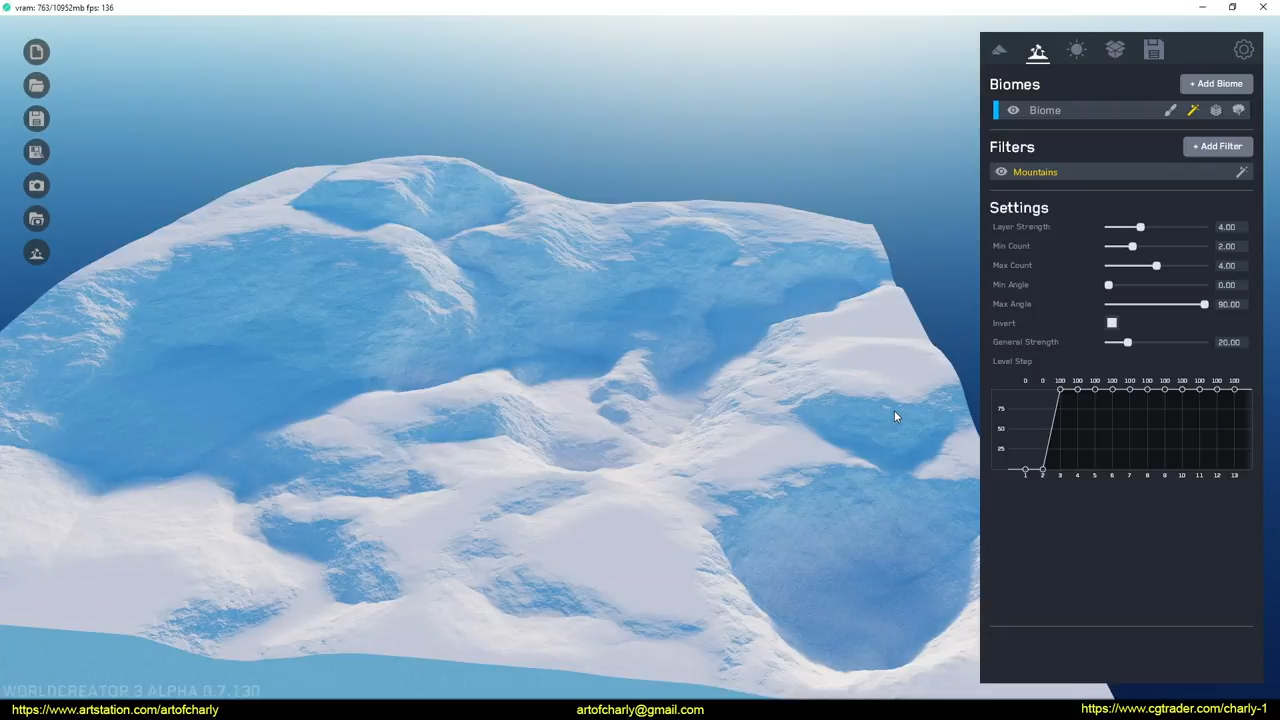 vram: 763/10952mb fps: 136
Biomes
+ Add Biome
Biome
Filters
+ Add Filter
Mountains
Settings
Layer Strength 4.00
Min Count 2.00
Max Count 4.00
Min Angle 0.00
Max Angle 90.00
Invert
General Strength 20.00
Level Step
0 0 100 100 100 100 100 100 100 100 100 100 100
75
50
25
1 2 3 4 5 6 7 8 9 10 11 12 13
WORLDCREATOR 3 ALPHA 0.7.130
https://www.artstation.com/artofcharly artofcharly@gmail.com https://www.cgtrader.com/charly-1